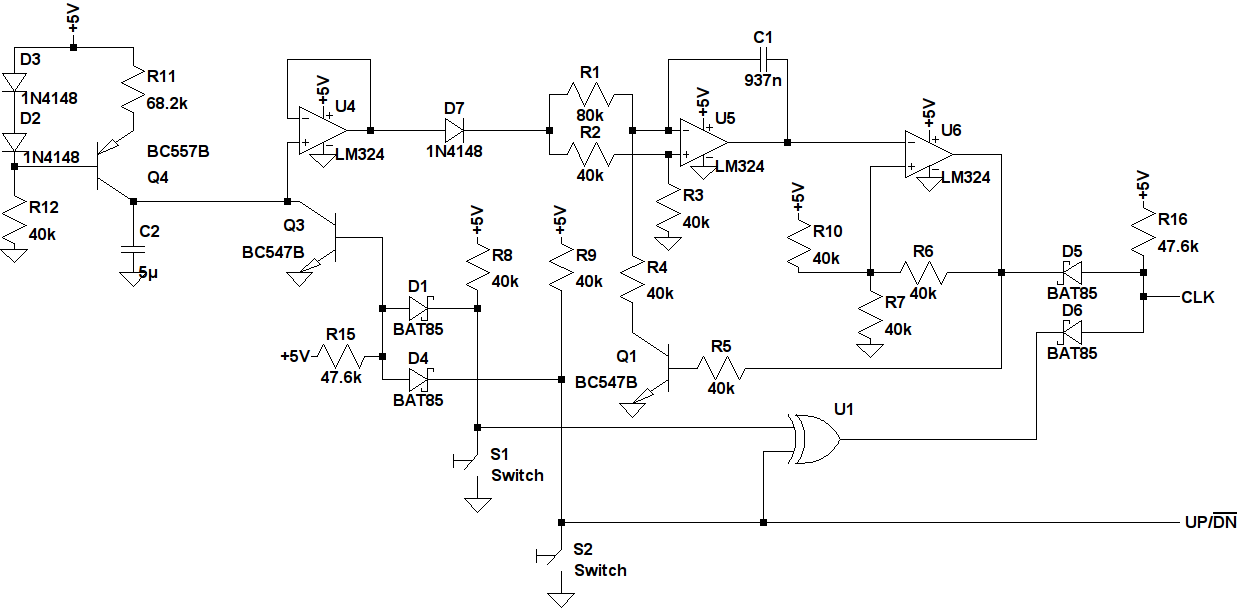 +5V
D3
1N4148
D2
1N4148
R11
68.2k
BC557B
Q4
R12
40k
C2
5µ
+5V
U4
LM324
D7
1N4148
Q3
BC547B
R1
80k
R2
40k
C1
937n
+5V
U5
LM324
R3
40k
+5V
U6
LM324
+5V
R8
40k
+5V
R9
40k
R4
40k
+5V
R10
40k
R6
40k
R7
40k
+5V
R16
47.6k
D5
BAT85
CLK
D6
BAT85
D1
BAT85
R15
+5V
47.6k
D4
BAT85
Q1
BC547B
R5
40k
U1
S1
Switch
UP/DN
S2
Switch